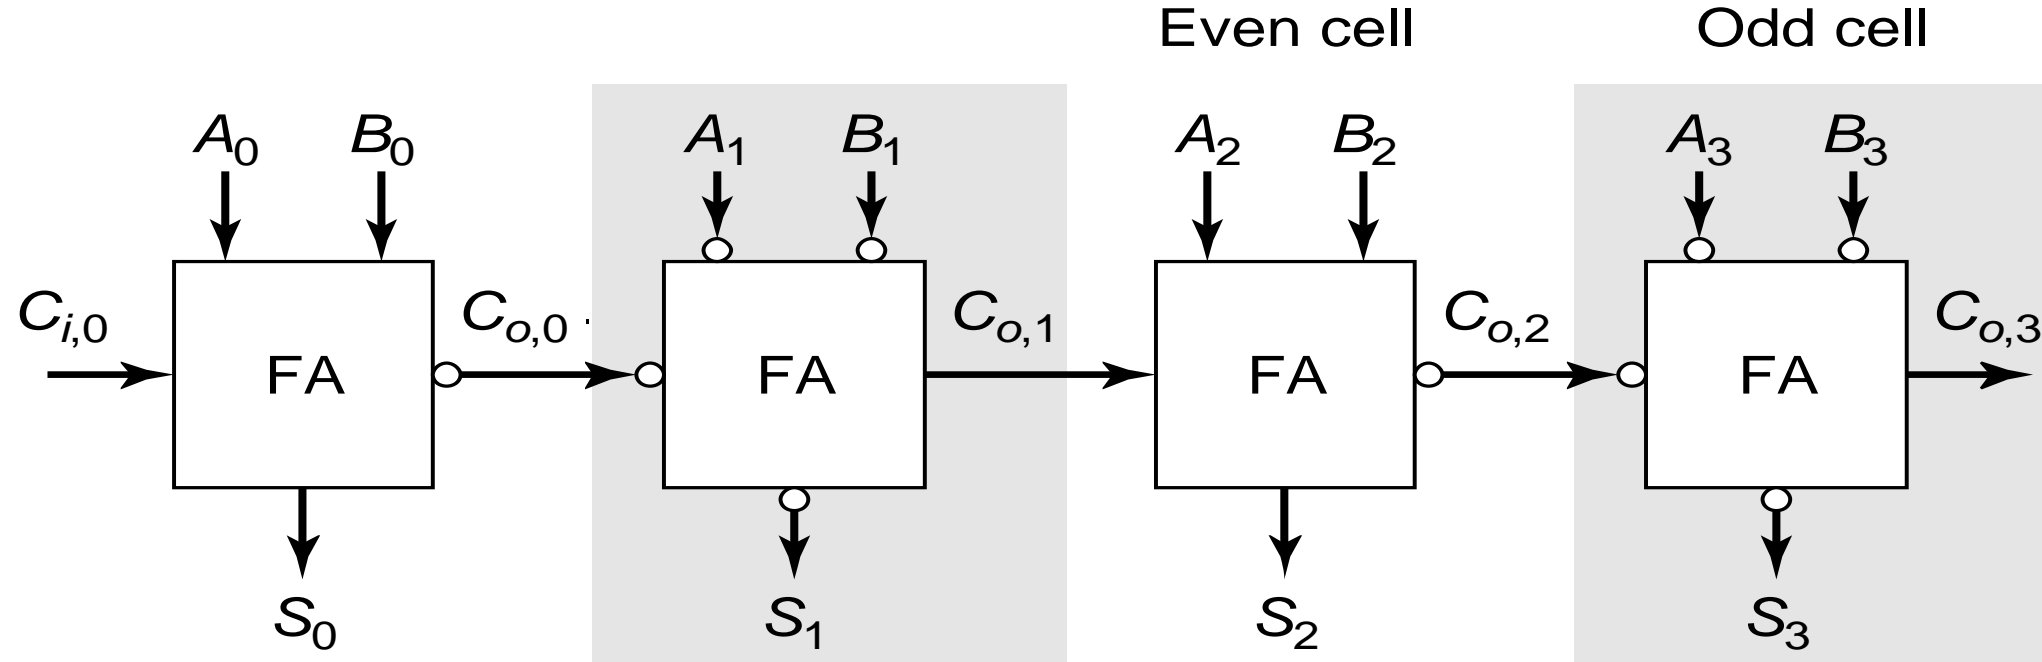 Even cell Odd cell
A0 B0 A1 B1 A2 B2 A3 B3
Ci,0 Co,0 Co,1 Co,2 Co,3
FA FA FA FA
S0 S1 S2 S3